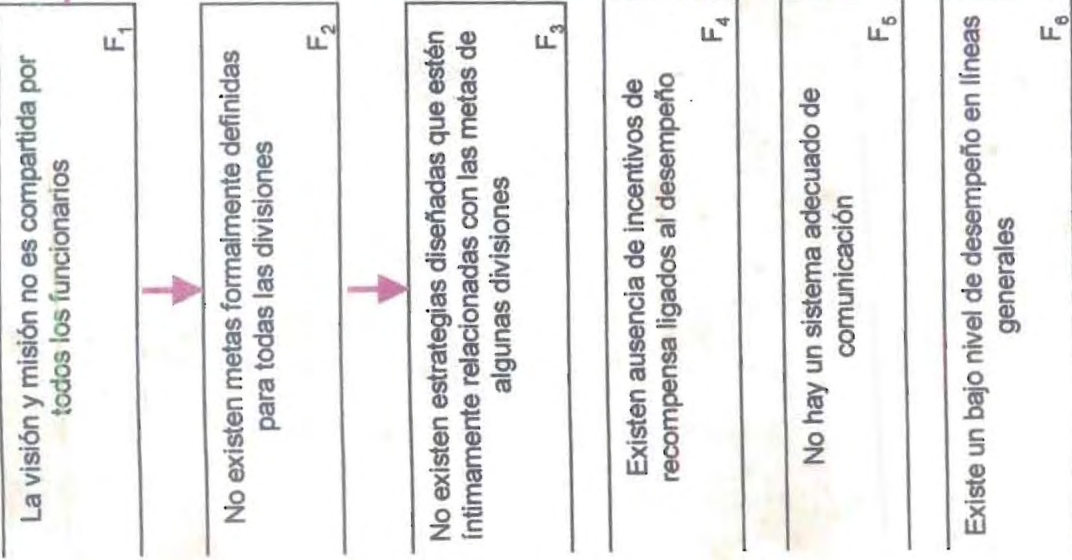 La visión y misión no es compartida por
todos los funcionarios
F1
No existen metas formalmente definidas
para todas las divisiones
F2
No existen estrategias diseñadas que estén
íntimamente relacionadas con las metas de
algunas divisiones
F3
Existen ausencia de incentivos de
recompensa ligados al desempeño
F4
No hay un sistema adecuado de
comunicación
F5
Existe un bajo nivel de desempeño en líneas
generales
F6